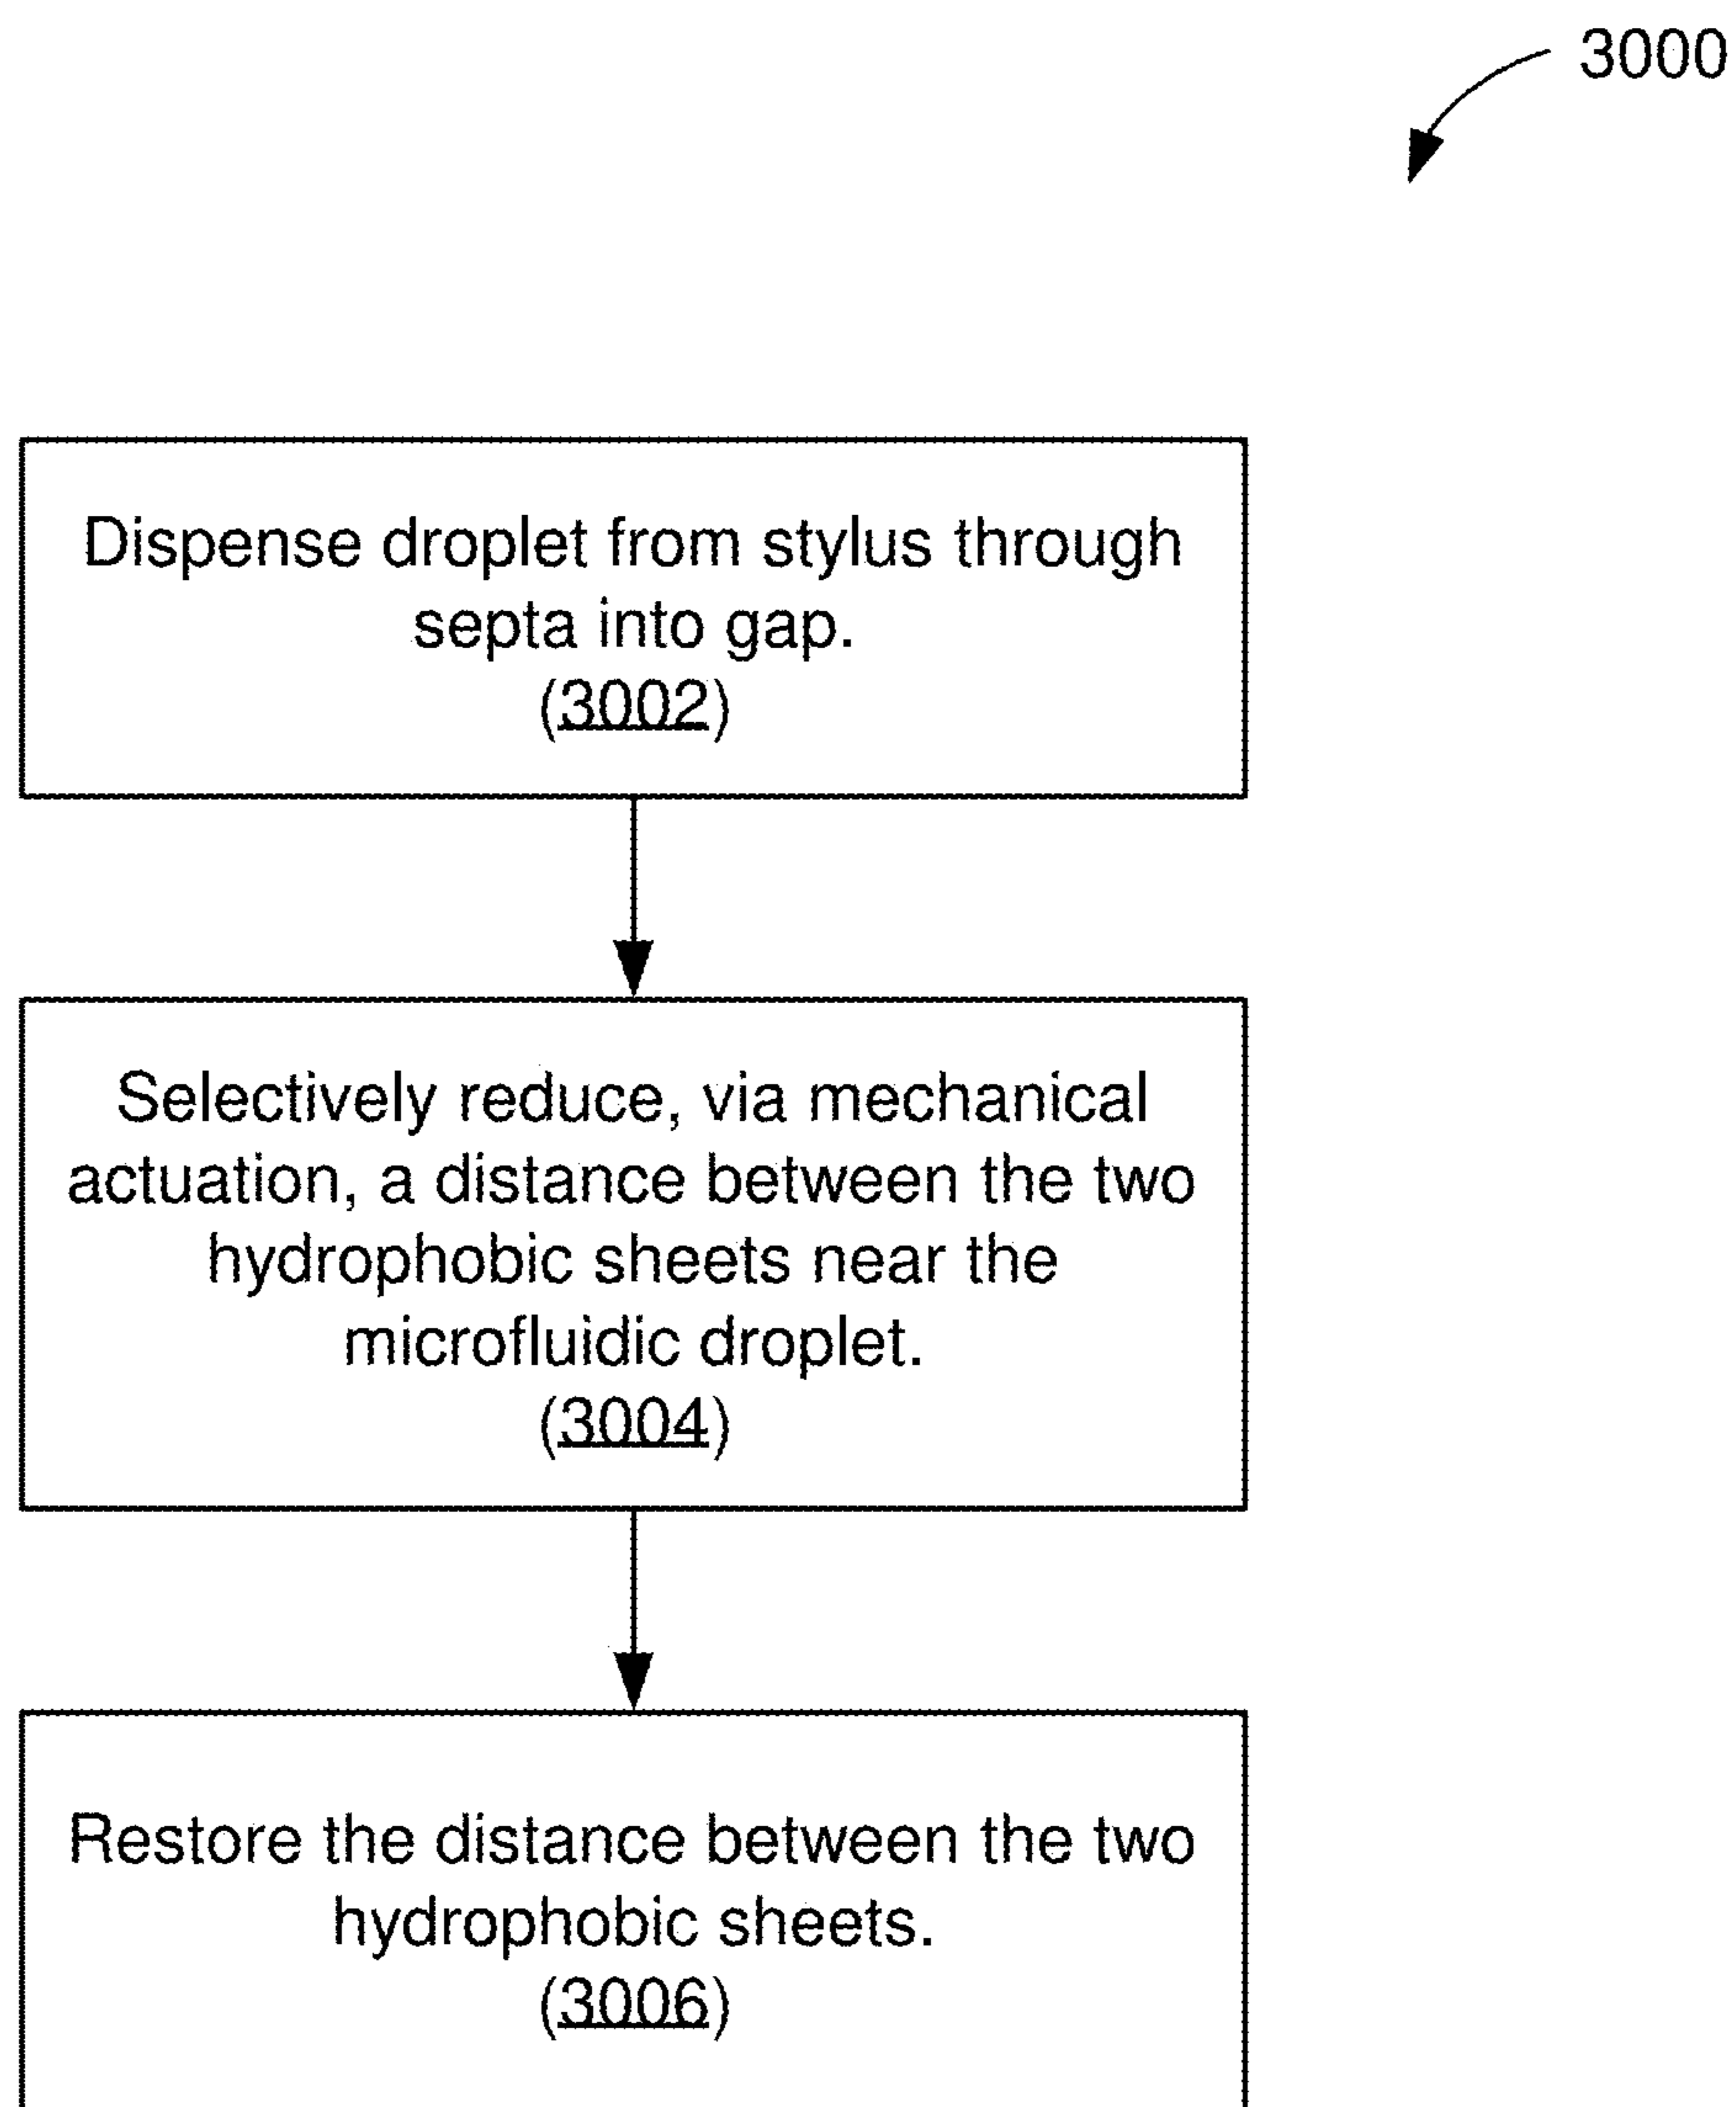 3000
Dispense droplet from stylus through
septa into gap.
(3002)
Selectively reduce, via mechanical
actuation, a distance between the two
hydrophobic sheets near the
microfluidic droplet.
(3004)
Restore the distance between the two
hydrophobic sheets.
(3006)